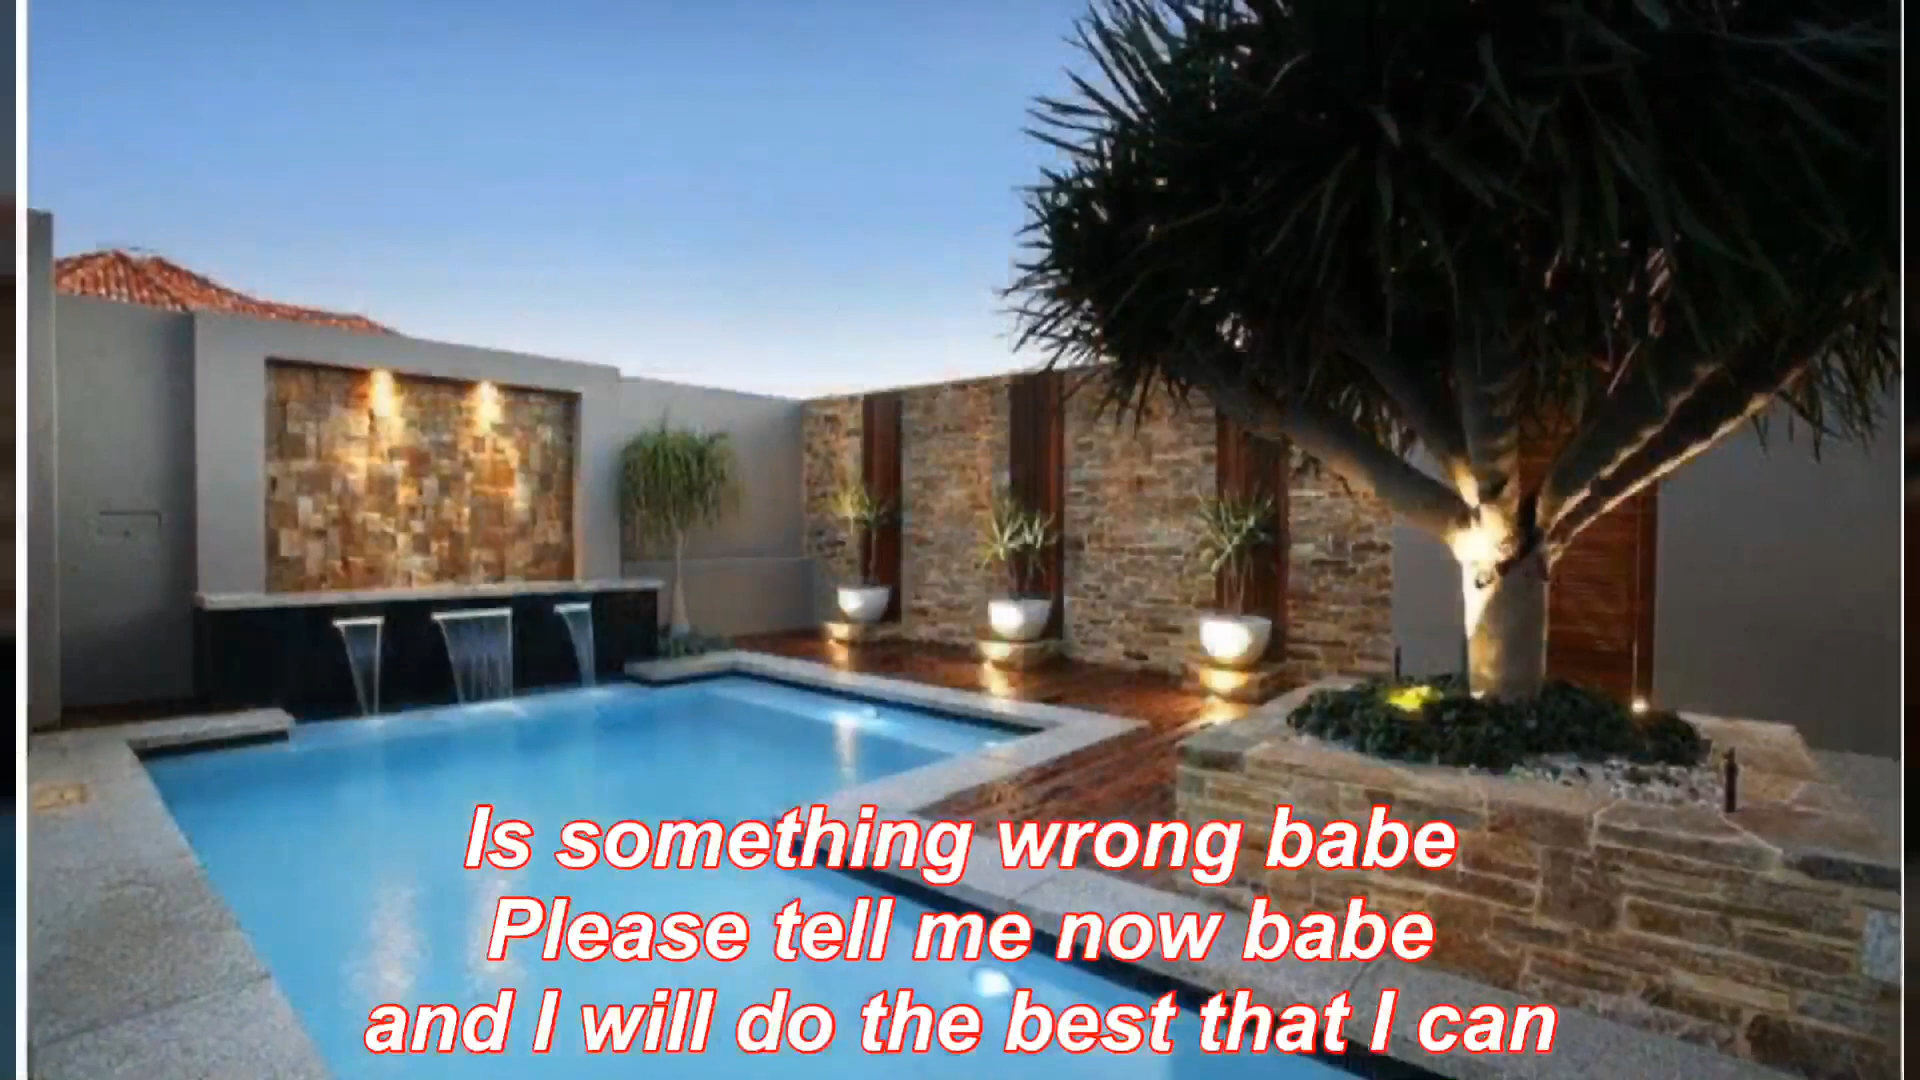 Is something wrong babe
Please tell me now babe
and I will do the best that I can